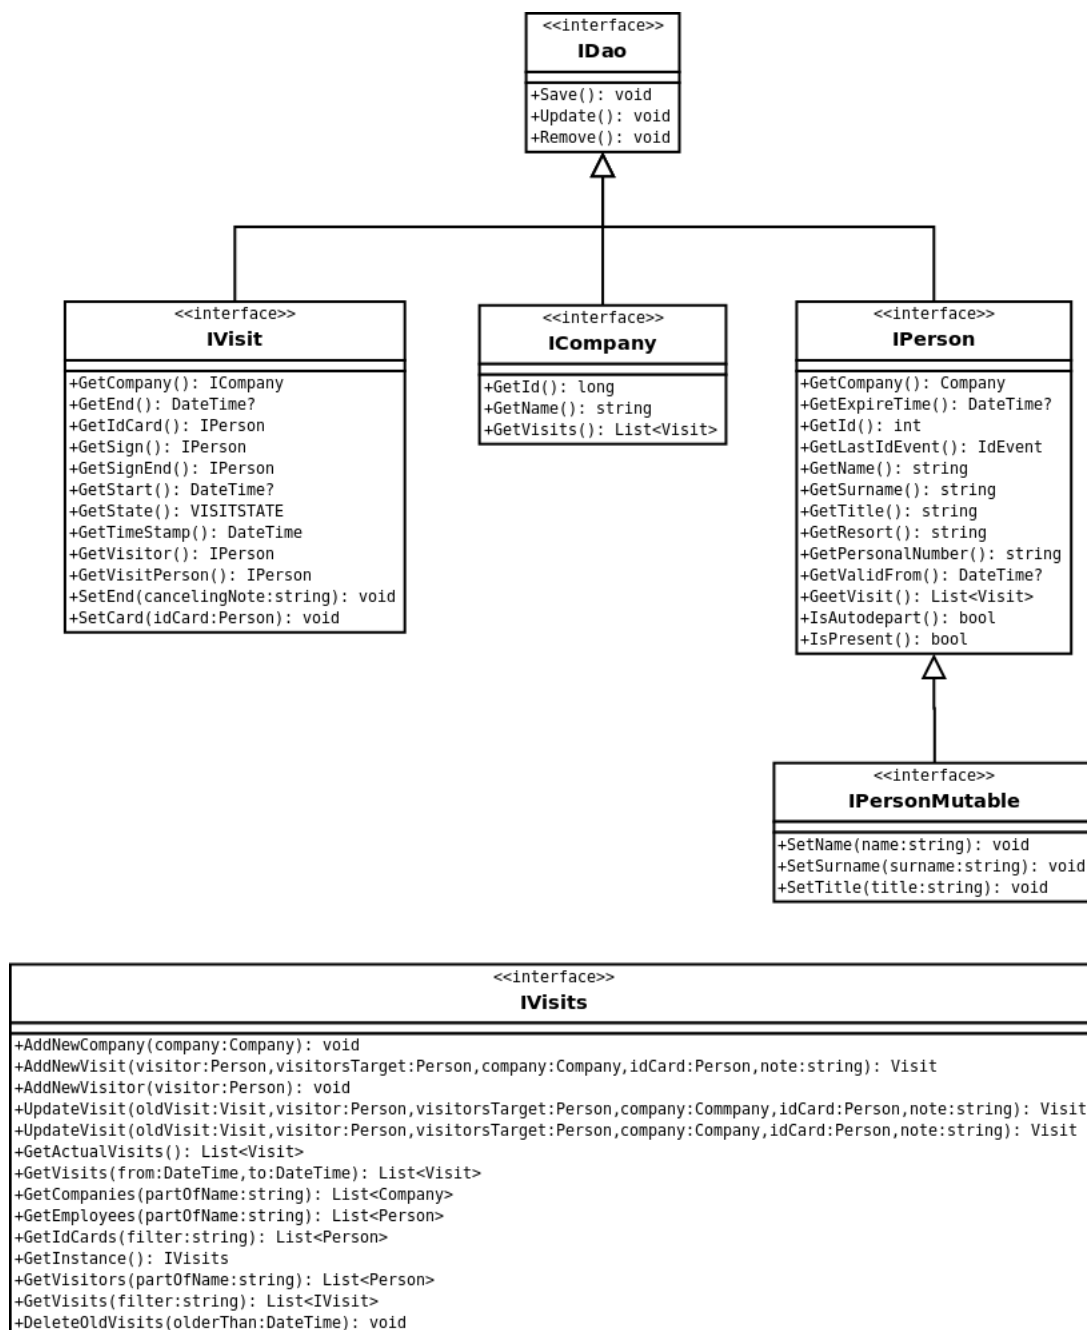 <<interface>>
IDao
+Save(): void
+Update(): void
+Remove(): void
<<interface>>
IVisit
+GetCompany(): ICompany
+GetEnd(): DateTime?
+GetIdCard(): IPerson
+GetSign(): IPerson
+GetSignEnd(): IPerson
+GetStart(): DateTime?
+GetState(): VISITSTATE
+GetTimeStamp(): DateTime
+GetVisitor(): IPerson
+GetVisitPerson(): IPerson
+SetEnd(cancelingNote:string): void
+SetCard(idCard:Person): void
<<interface>>
ICompany
+GetId(): long
+GetName(): string
+GetVisits(): List<Visit>
<<interface>>
IPerson
+GetCompany(): Company
+GetExpireTime(): DateTime?
+GetId(): int
+GetLastIdEvent(): IdEvent
+GetName(): string
+GetSurname(): string
+GetTitle(): string
+GetResort(): string
+GetPersonalNumber(): string
+GetValidFrom(): DateTime?
+GeetVisit(): List<Visit>
+IsAutodepart(): bool
+IsPresent(): bool
<<interface>>
IPersonMutable
+SetName(name:string): void
+SetSurname(surname:string): void
+SetTitle(title:string): void
<<interface>>
IVisits
+AddNewCompany(company:Company): void
+AddNewVisit(visitor:Person,visitorsTarget:Person,company:Company,idCard:Person,note:string): Visit
+AddNewVisitor(visitor:Person): void
+UpdateVisit(oldVisit:Visit,visitor:Person,visitorsTarget:Person,company:Commpany,idCard:Person,note:string): Visit
+UpdateVisit(oldVisit:Visit,visitor:Person,visitorsTarget:Person,company:Company,idCard:Person,note:string): Visit
+GetActualVisits(): List<Visit>
+GetVisits(from:DateTime,to:DateTime): List<Visit>
+GetCompanies(partOfName:string): List<Company>
+GetEmployees(partOfName:string): List<Person>
+GetIdCards(filter:string): List<Person>
+GetInstance(): IVisits
+GetVisitors(partOfName:string): List<Person>
+GetVisits(filter:string): List<IVisit>
+DeleteOldVisits(olderThan:DateTime): void